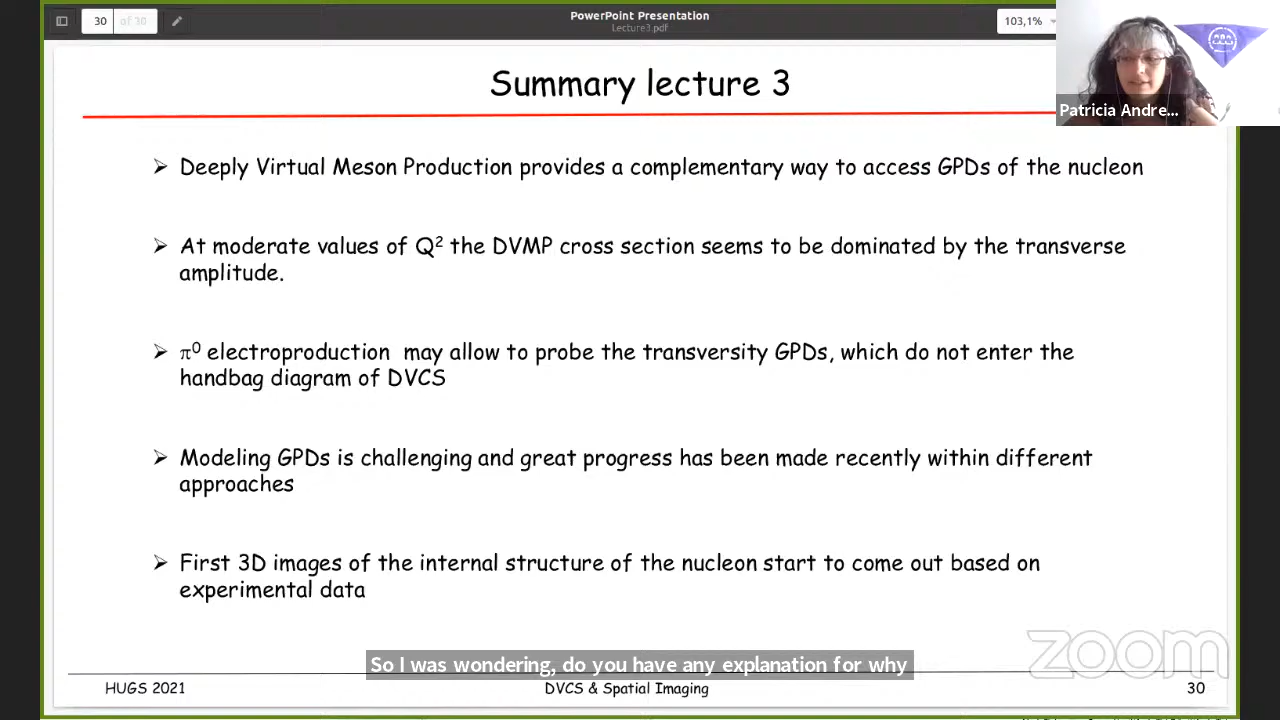 30 of 30
PowerPoint Presentation
Lecture3.pdf
103,1%
Patricia Andre...
Summary lecture 3
➢ Deeply Virtual Meson Production provides a complementary way to access GPDs of the nucleon
➢ At moderate values of Q² the DVMP cross section seems to be dominated by the transverse
amplitude.
➢ π⁰ electroproduction may allow to probe the transversity GPDs, which do not enter the
handbag diagram of DVCS
➢ Modeling GPDs is challenging and great progress has been made recently within different
approaches
➢ First 3D images of the internal structure of the nucleon start to come out based on
experimental data
So I was wondering, do you have any explanation for why
zoom
HUGS 2021
DVCS & Spatial Imaging
30